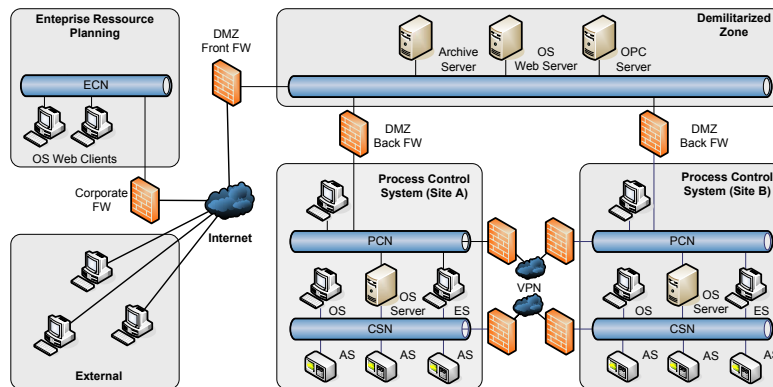 Enteprise Ressource
Planning
ECN
OS Web Clients
DMZ
Front FW
Demilitarized
Zone
Archive
Server
OS
Web Server
OPC
Server
DMZ
Back FW
DMZ
Back FW
Corporate
FW
Internet
External
Process Control
System (Site A)
PCN
OS
OS
Server
ES
CSN
AS
AS
AS
VPN
Process Control
System (Site B)
PCN
OS
OS
Server
ES
CSN
AS
AS
AS